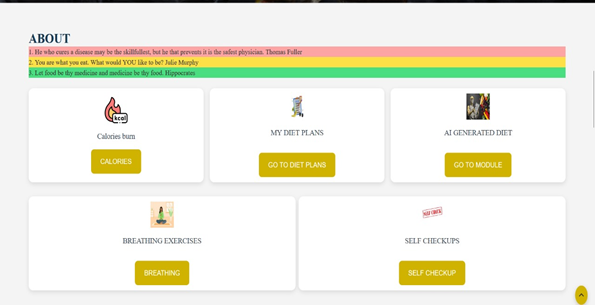 ABOUT
1. He who cures a disease may be the skillfullest, but he that prevents it is the safest physician. Thomas Fuller
2. You are what you eat. What would YOU like to be? Julie Murphy
3. Let food be thy medicine and medicine be thy food. Hippocrates
kcal
Calories burn
CALORIES
MY DIET PLANS
GO TO DIET PLANS
AI GENERATED DIET
GO TO MODULE
BREATHING EXERCISES
BREATHING
SELF CHECK
SELF CHECKUPS
SELF CHECKUP